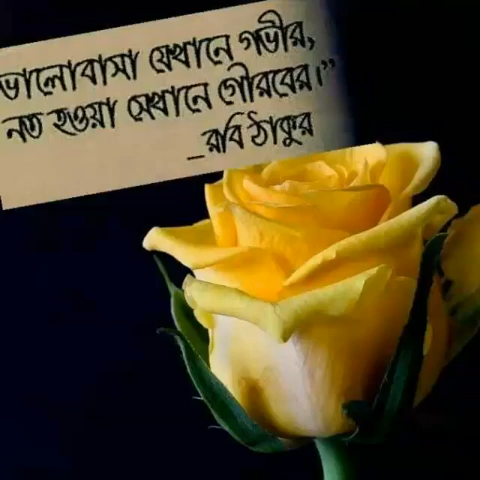 ভালোবাসা যেখানে গভীর,
নত হওয়া সেখানে গৌরবের।”
_রবি ঠাকুর